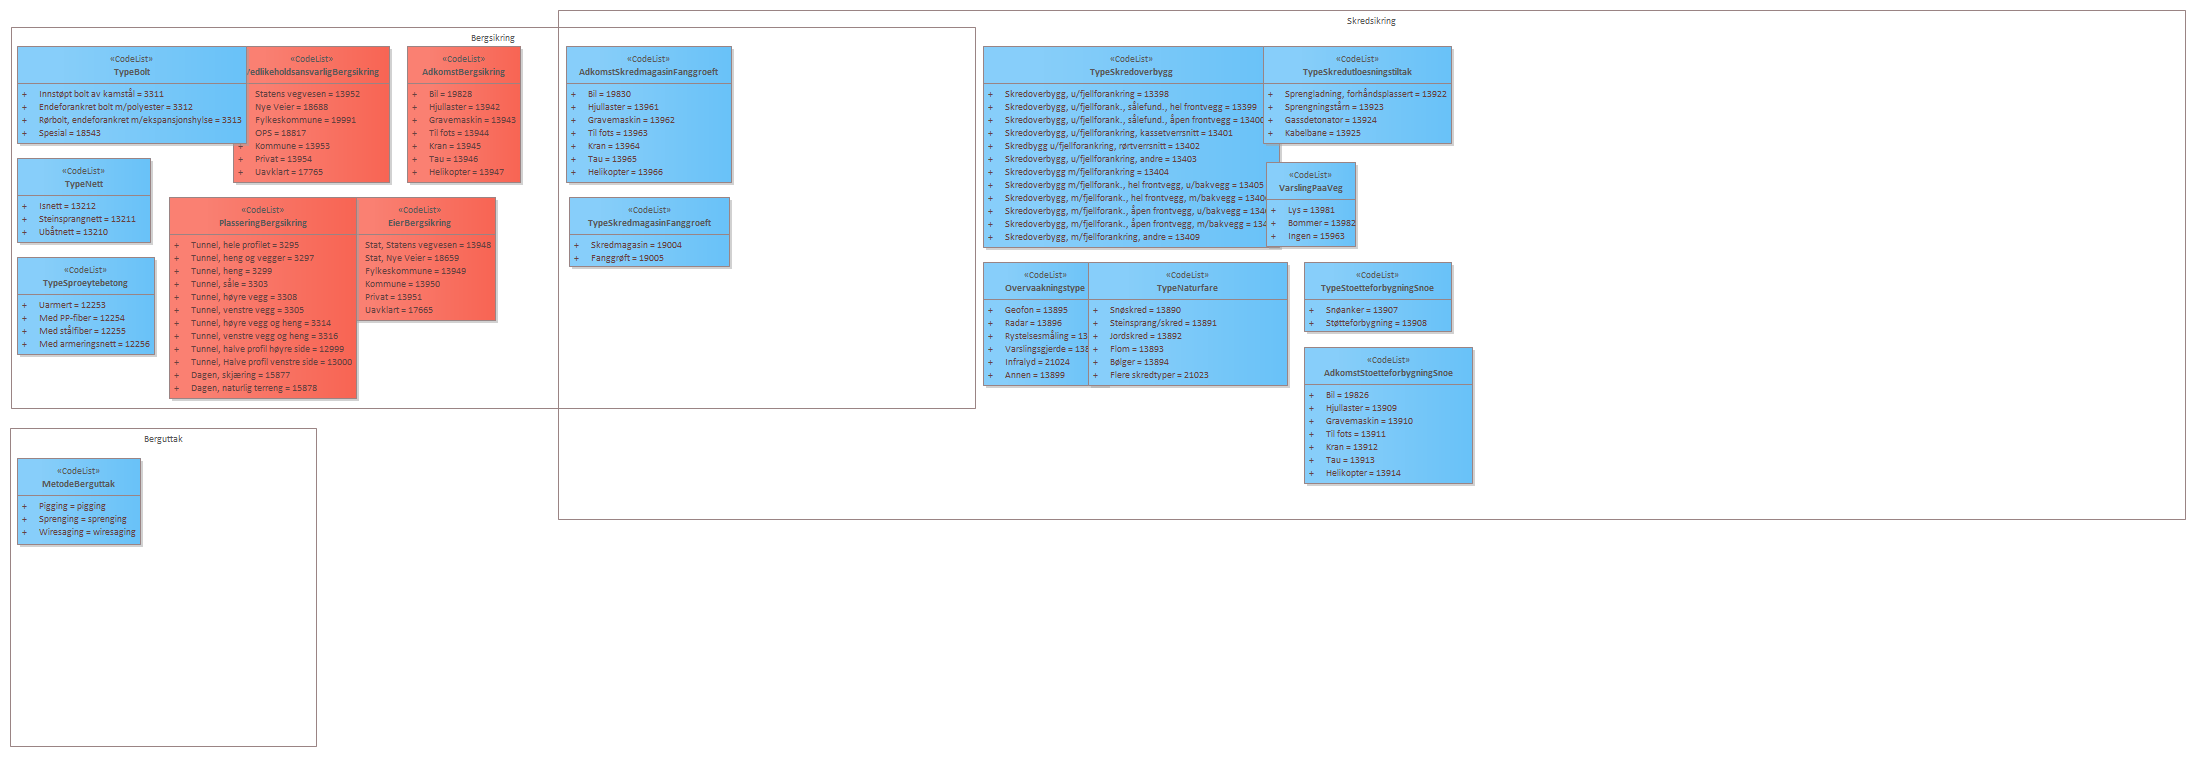 Skredsikring
Bergsikring
«CodeList»
TypeBolt
+ Innstøpt bolt av kamstål = 3311
+ Endeforankret bolt m/polyester = 3312
+ Rørbolt, endeforankret m/ekspansjonshylse = 3313
+ Spesial = 18543
«CodeList»
/edlikeholdsansvarligBergsikring
Statens vegvesen = 13952
Nye Veier = 18688
Fylkeskommune = 19991
OPS = 18817
+ Kommune = 13953
+ Privat = 13954
+ Uavklart = 17765
«CodeList»
AdkomstBergsikring
+ Bil = 19828
+ Hjullaster = 13942
+ Gravemaskin = 13943
+ Til fots = 13944
+ Kran = 13945
+ Tau = 13946
+ Helikopter = 13947
«CodeList»
AdkomstSkredmagasinFanggroeft
+ Bil = 19830
+ Hjullaster = 13961
+ Gravemaskin = 13962
+ Til fots = 13963
+ Kran = 13964
+ Tau = 13965
+ Helikopter = 13966
«CodeList»
TypeSkredoverbygg
+ Skredoverbygg, u/fjellforankring = 13398
+ Skredoverbygg, u/fjellforank., sålefund., hel frontvegg = 13399
+ Skredoverbygg, u/fjellforank., sålefund., åpen frontvegg = 13400
+ Skredoverbygg, u/fjellforankring, kassetverrsnitt = 13401
+ Skredbygg u/fjellforankring, rørtverrsnitt = 13402
+ Skredoverbygg, u/fjellforankring, andre = 13403
+ Skredoverbygg m/fjellforankring = 13404
+ Skredoverbygg m/fjellforank., hel frontvegg, u/bakvegg = 13405
+ Skredoverbygg, m/fjellforank., hel frontvegg, m/bakvegg = 1340
+ Skredoverbygg, m/fjellforank., åpen frontvegg, u/bakvegg = 134
+ Skredoverbygg, m/fjellforank., åpen frontvegg, m/bakvegg = 134
+ Skredoverbygg, m/fjellforankring, andre = 13409
«CodeList»
TypeSkredutloesningstiltak
+ Sprengladning, forhåndsplassert = 13922
+ Sprengningstårn = 13923
+ Gassdetonator = 13924
+ Kabelbane = 13925
«CodeList»
TypeNett
+ Isnett = 13212
+ Steinsprangnett = 13211
+ Ubåtnett = 13210
«CodeList»
VarslingPaaVeg
+ Lys = 13981
+ Bommer = 13982
+ Ingen = 15963
«CodeList»
PlasseringBergsikring
+ Tunnel, hele profilet = 3295
+ Tunnel, heng og vegger = 3297
+ Tunnel, heng = 3299
+ Tunnel, såle = 3303
+ Tunnel, høyre vegg = 3308
+ Tunnel, venstre vegg = 3305
+ Tunnel, høyre vegg og heng = 3314
+ Tunnel, venstre vegg og heng = 3316
+ Tunnel, halve profil høyre side = 12999
+ Tunnel, Halve profil venstre side = 13000
+ Dagen, skjæring = 15877
+ Dagen, naturlig terreng = 15878
«CodeList»
EierBergsikring
Stat, Statens vegvesen = 13948
Stat, Nye Veier = 18659
Fylkeskommune = 13949
Kommune = 13950
Privat = 13951
Uavklart = 17665
«CodeList»
TypeSkredmagasinFanggroeft
+ Skredmagasin = 19004
+ Fanggrøft = 19005
«CodeList»
TypeSproeytebetong
+ Uarmert = 12253
+ Med PP-fiber = 12254
+ Med stålfiber = 12255
+ Med armeringsnett = 12256
«CodeList»
Overvaakningstype
+ Geofon = 13895
+ Radar = 13896
+ Rystelsesmåling = 13
+ Varslingsgjerde = 138
+ Infralyd = 21024
+ Annen = 13899
«CodeList»
TypeNaturfare
+ Snøskred = 13890
+ Steinsprang/skred = 13891
+ Jordskred = 13892
+ Flom = 13893
+ Bølger = 13894
+ Flere skredtyper = 21023
«CodeList»
TypeStoetteforbygningSnoe
+ Snøanker = 13907
+ Støtteforbygning = 13908
«CodeList»
AdkomstStoetteforbygningSnoe
+ Bil = 19826
+ Hjullaster = 13909
+ Gravemaskin = 13910
+ Til fots = 13911
+ Kran = 13912
+ Tau = 13913
+ Helikopter = 13914
Berguttak
«CodeList»
MetodeBerguttak
+ Pigging = pigging
+ Sprenging = sprenging
+ Wiresaging = wiresaging